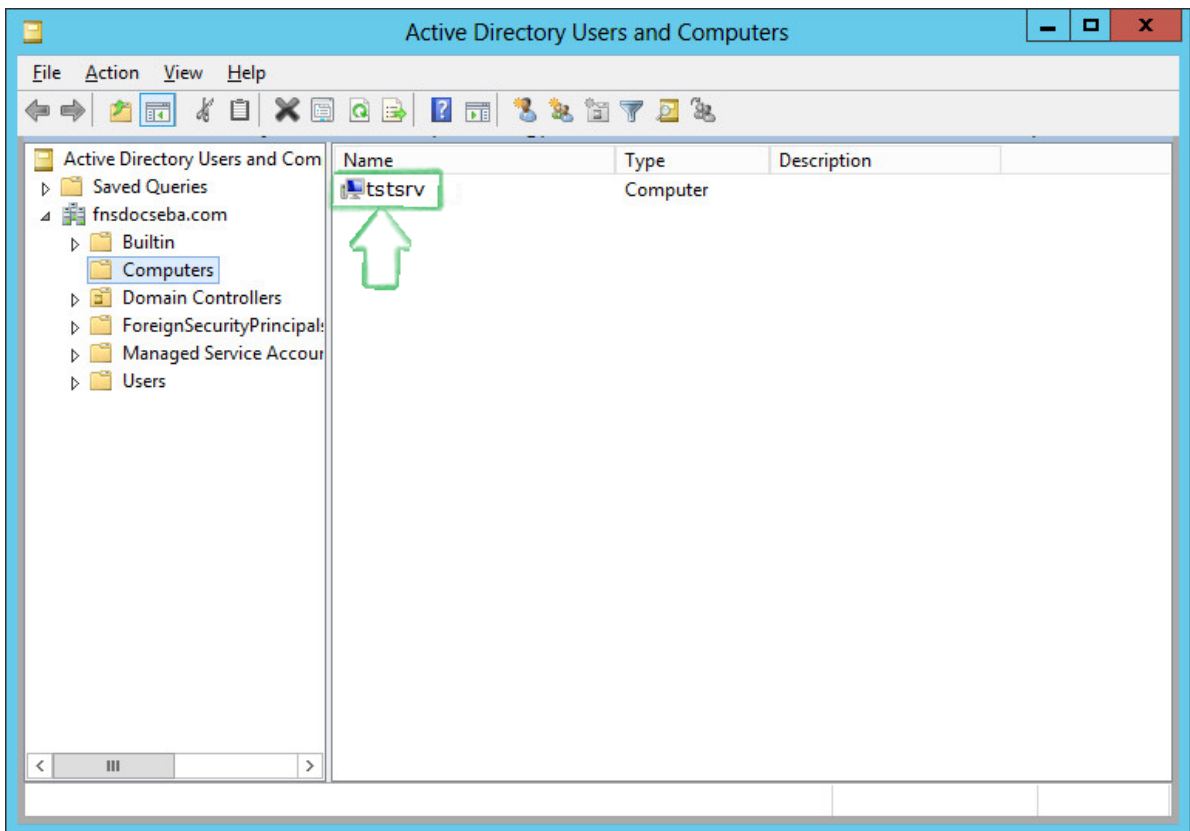 Active Directory Users and Computers
File Action View Help
Active Directory Users and Com
Saved Queries
fnsdocseba.com
Builtin
Computers
Domain Controllers
ForeignSecurityPrincipals
Managed Service Accour
Users
Name Type Description
tstsrv Computer